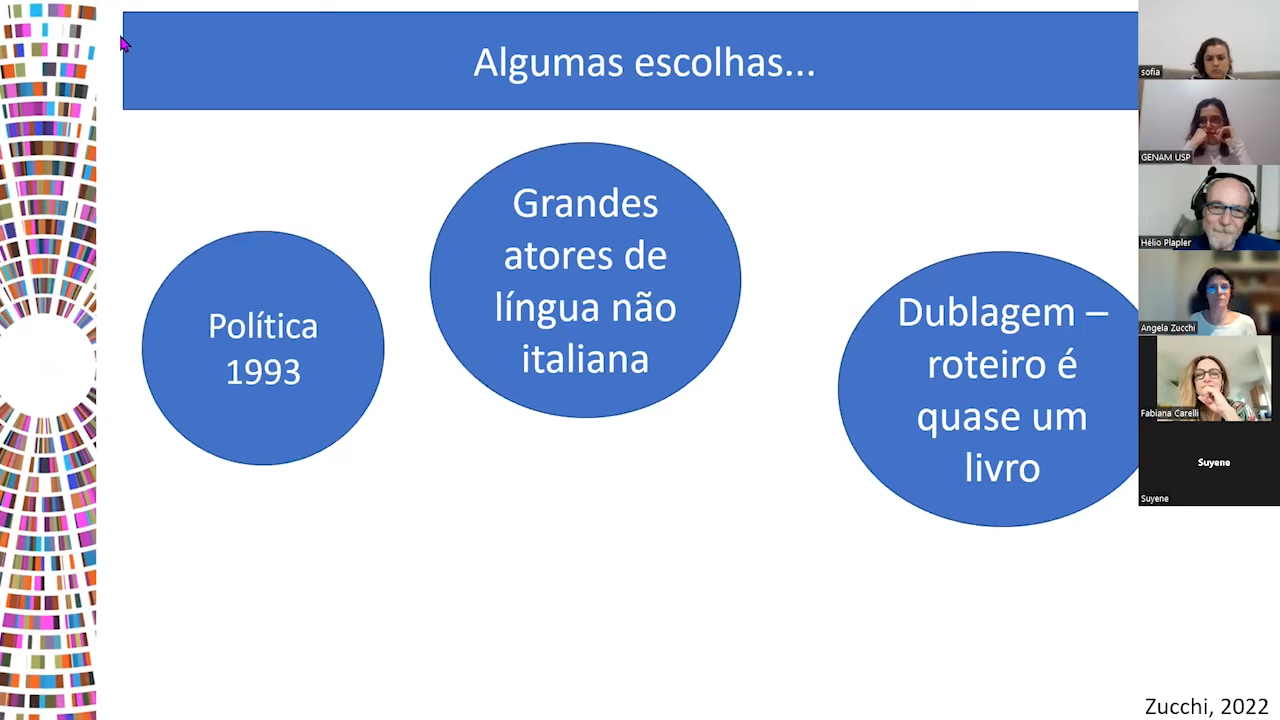 Algumas escolhas...
Política
1993
Grandes
atores de
língua não
italiana
Dublagem –
roteiro é
quase um
livro
sofia
GENAM USP
Hélio Plapler
Angela Zucchi
Fabiana Carelli
Suyene
Suyene
Zucchi, 2022